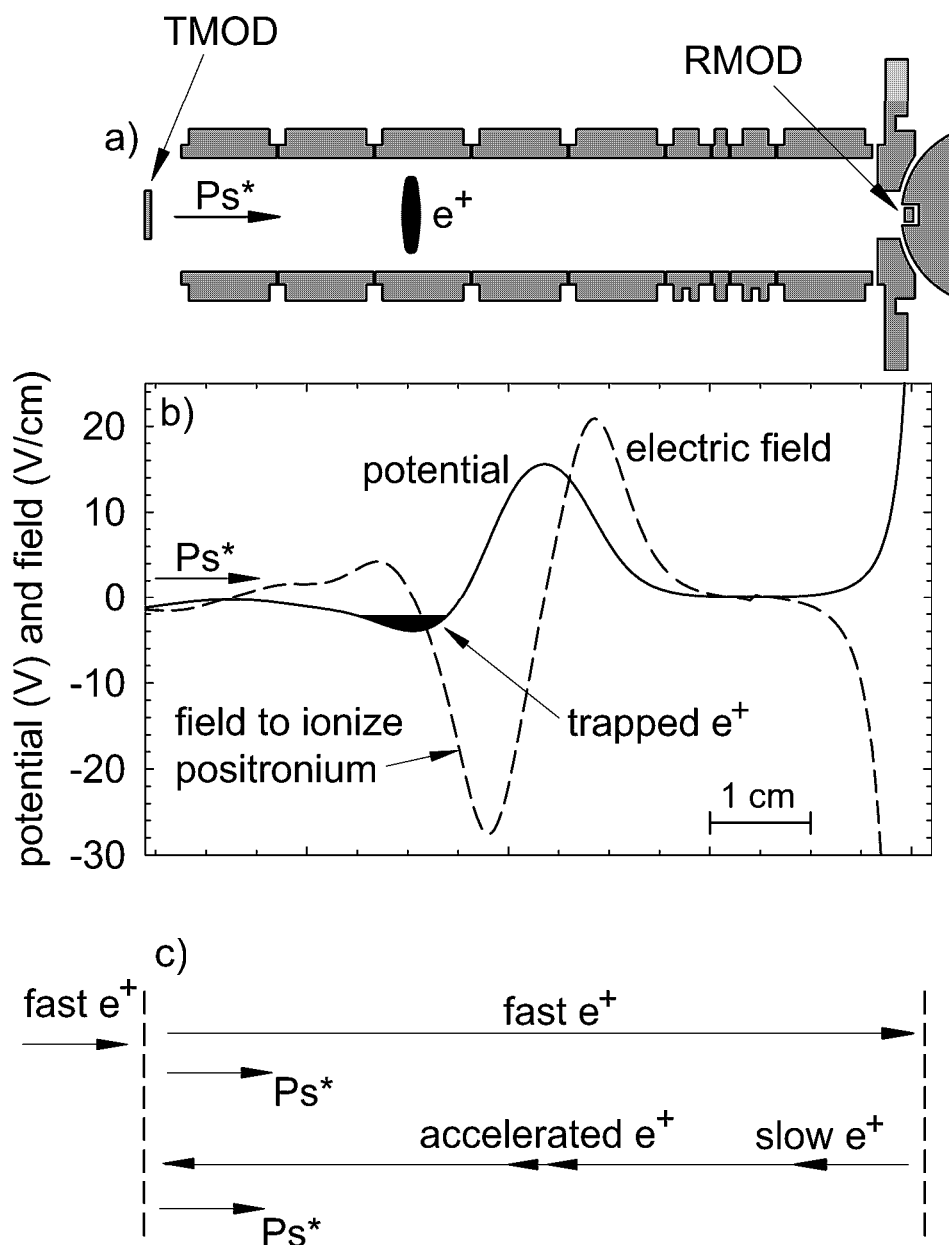 TMOD
RMOD
a)
Ps*
e+
potential (V) and field (V/cm)
b)
20
10
0
-10
-20
-30
potential
electric field
Ps*
trapped e+
field to ionize
positronium
1 cm
c)
fast e+
fast e+
Ps*
accelerated e+
slow e+
Ps*